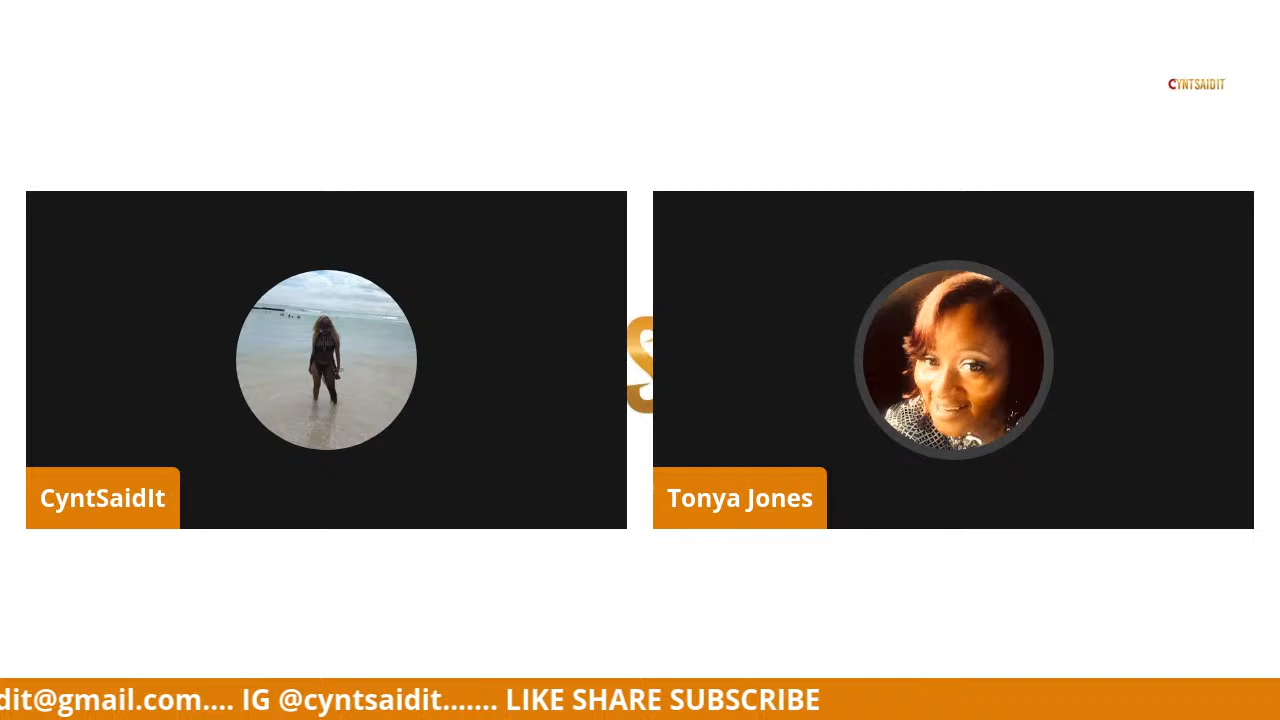 CYNTSAIDIT
S
CyntSaidIt
Tonya Jones
dit@gmail.com.... IG @cyntsaidit....... LIKE SHARE SUBSCRIBE